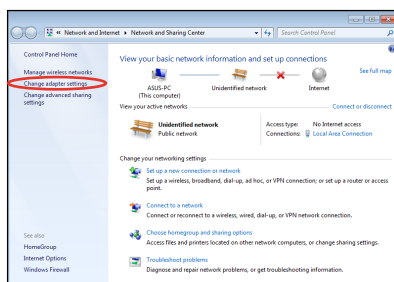 Network and Internet ▸ Network and Sharing Center
Search Control Panel
Control Panel Home
Manage wireless networks
Change adapter settings
Change advanced sharing
settings
View your basic network information and set up connections
See full map
ASUS-PC
(This computer)
Unidentified network
Internet
View your active networks
Connect or disconnect
Unidentified network
Public network
Access type: No Internet access
Connections: Local Area Connection
Change your networking settings
Set up a new connection or network
Set up a wireless, broadband, dial-up, ad hoc, or VPN connection; or set up a router or access
point.
Connect to a network
Connect or reconnect to a wireless, wired, dial-up, or VPN network connection.
Choose homegroup and sharing options
Access files and printers located on other network computers, or change sharing settings.
Troubleshoot problems
Diagnose and repair network problems, or get troubleshooting information.
See also
HomeGroup
Internet Options
Windows Firewall